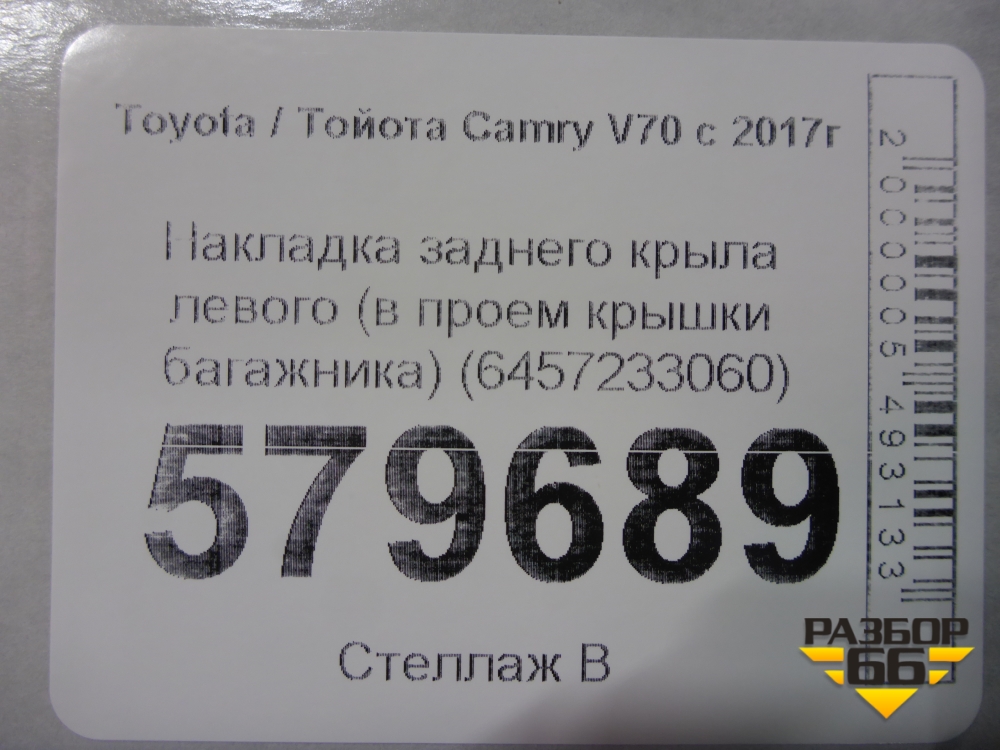 Toyota / Тойота Camry V70 с 2017г
Накладка заднего крыла
левого (в проем крышки
багажника) (6457233060)
579689
Стеллаж В
2000005493133
РАЗБОР
66